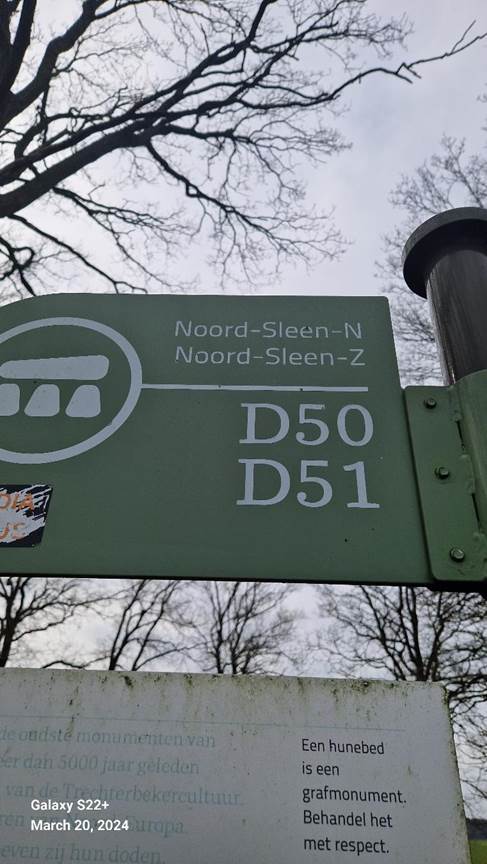 Noord-Sleen-N
Noord-Sleen-Z
D50
D51
de oudste monumenten van
dan 5000 jaar geleden
van de Trechterbekercultuur.
Europa.
zij hun doden.
Een hunebed
is een
grafmonument.
Behandel het
met respect.
Galaxy S22+
March 20, 2024